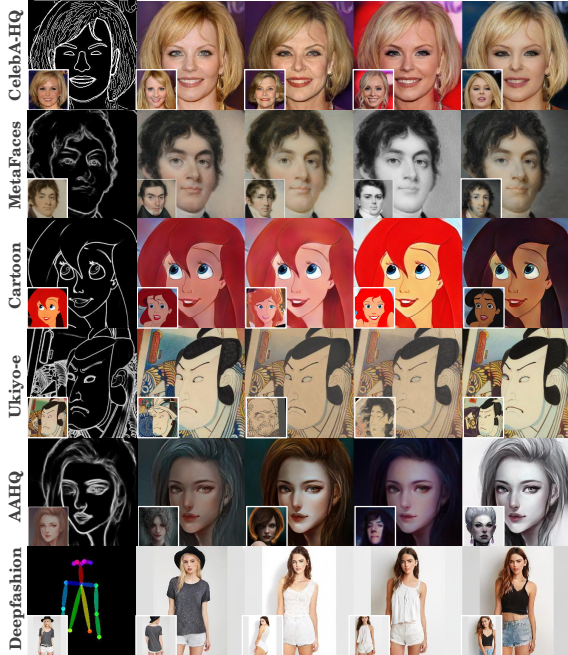 CelebA-HQ
MetaFaces
Cartoon
Ukiyo-e
AAHQ
Deepfashion